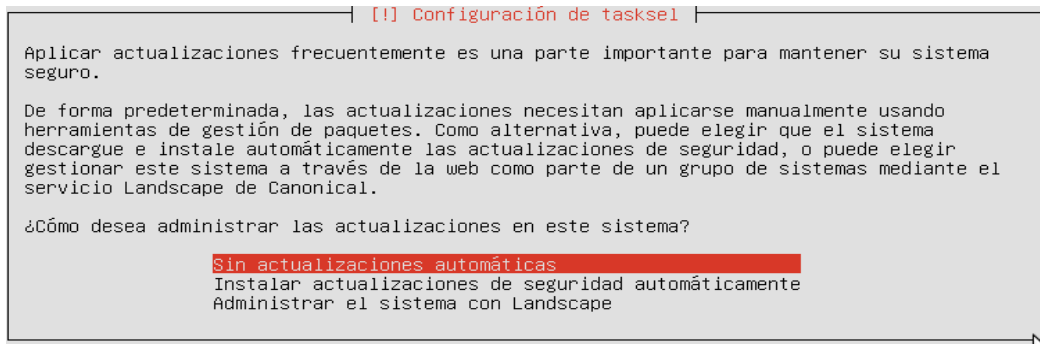 [!] Configuración de tasksel
Aplicar actualizaciones frecuentemente es una parte importante para mantener su sistema
seguro.
De forma predeterminada, las actualizaciones necesitan aplicarse manualmente usando
herramientas de gestión de paquetes. Como alternativa, puede elegir que el sistema
descargue e instale automáticamente las actualizaciones de seguridad, o puede elegir
gestionar este sistema a través de la web como parte de un grupo de sistemas mediante el
servicio Landscape de Canonical.
¿Cómo desea administrar las actualizaciones en este sistema?
Sin actualizaciones automáticas
Instalar actualizaciones de seguridad automáticamente
Administrar el sistema con Landscape